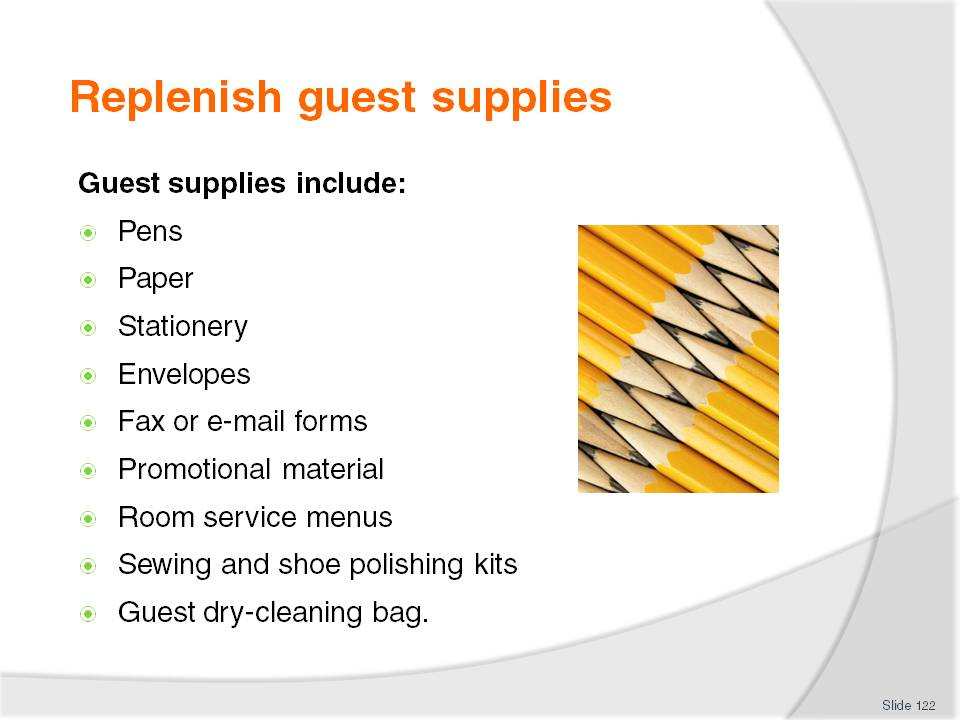 Replenish guest supplies
Guest supplies include:
Pens
Paper
Stationery
Envelopes
Fax or e-mail forms
Promotional material
Room service menus
Sewing and shoe polishing kits
Guest dry-cleaning bag.
Slide 122